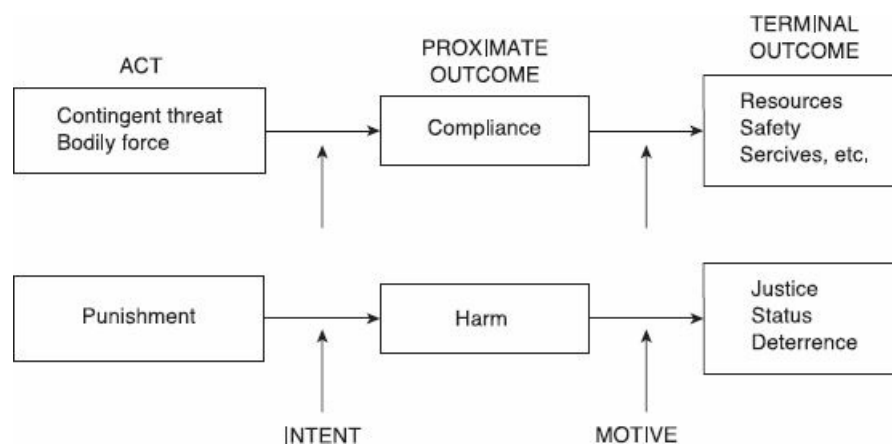 ACT
PROXIMATE
OUTCOME
TERMINAL
OUTCOME
Contingent threat
Bodily force
Compliance
Resources
Safety
Sercives, etc.
Punishment
Harm
Justice
Status
Deterrence
INTENT
MOTIVE